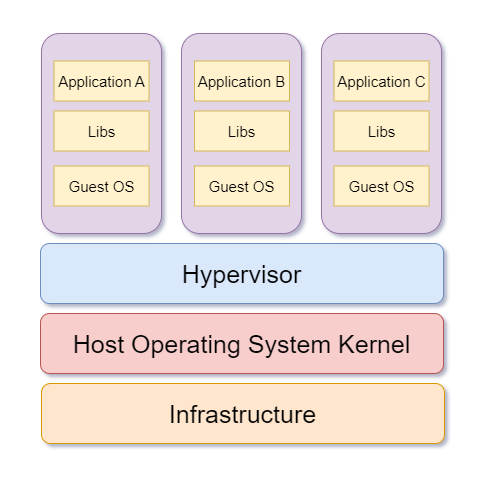 Application A
Libs
Guest OS
Application B
Libs
Guest OS
Application C
Libs
Guest OS
Hypervisor
Host Operating System Kernel
Infrastructure